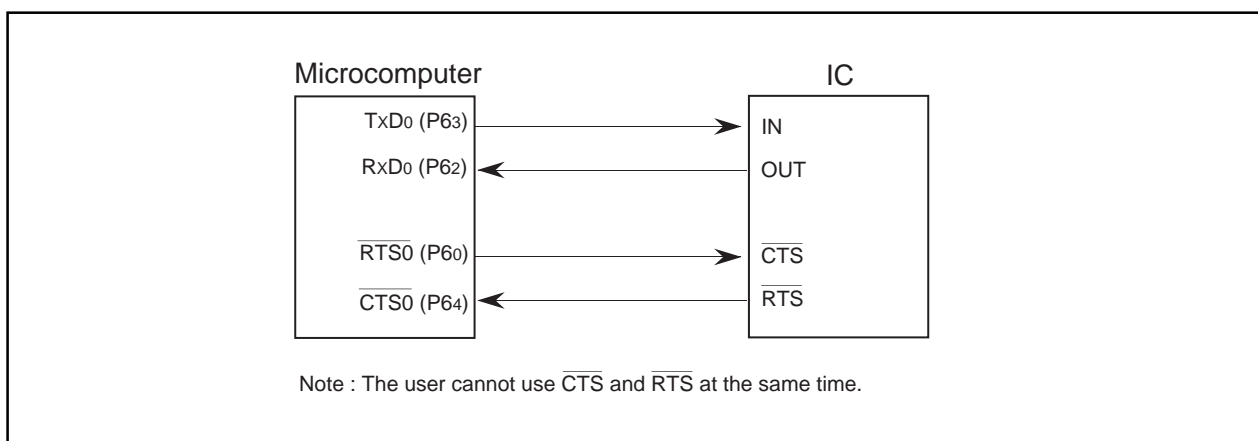 Microcomputer
IC
TxD0 (P63)
IN
RxD0 (P62)
OUT
RTS0 (P60)
CTS
CTS0 (P64)
RTS
Note : The user cannot use CTS and RTS at the same time.